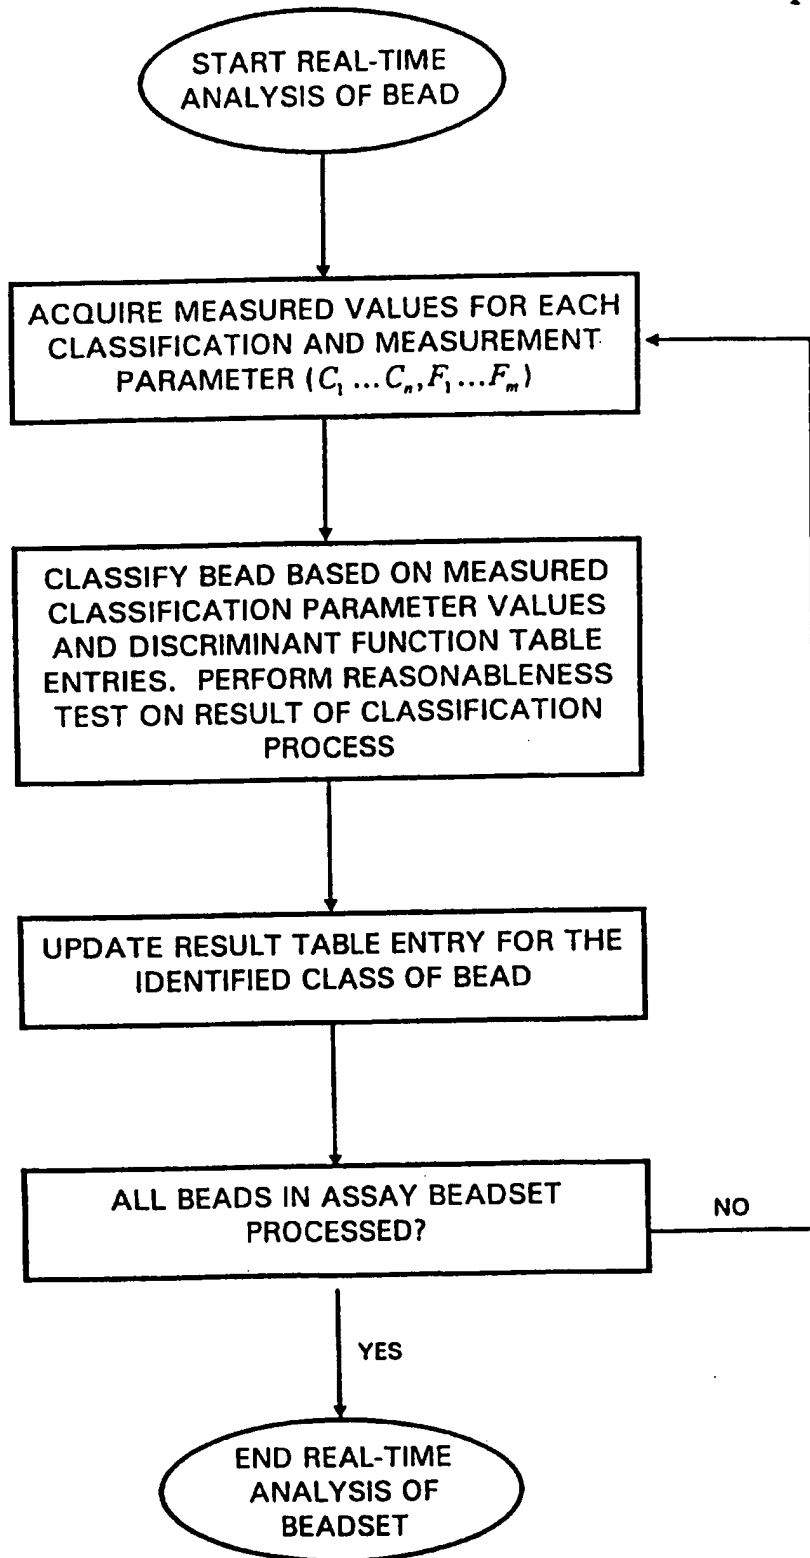 START REAL-TIME
ANALYSIS OF BEAD
ACQUIRE MEASURED VALUES FOR EACH
CLASSIFICATION AND MEASUREMENT
PARAMETER (C₁ ... Cₙ, F₁ ... Fₘ)
CLASSIFY BEAD BASED ON MEASURED
CLASSIFICATION PARAMETER VALUES
AND DISCRIMINANT FUNCTION TABLE
ENTRIES. PERFORM REASONABLENESS
TEST ON RESULT OF CLASSIFICATION
PROCESS
UPDATE RESULT TABLE ENTRY FOR THE
IDENTIFIED CLASS OF BEAD
ALL BEADS IN ASSAY BEADSET
PROCESSED?
NO
YES
END REAL-TIME
ANALYSIS OF
BEADSET